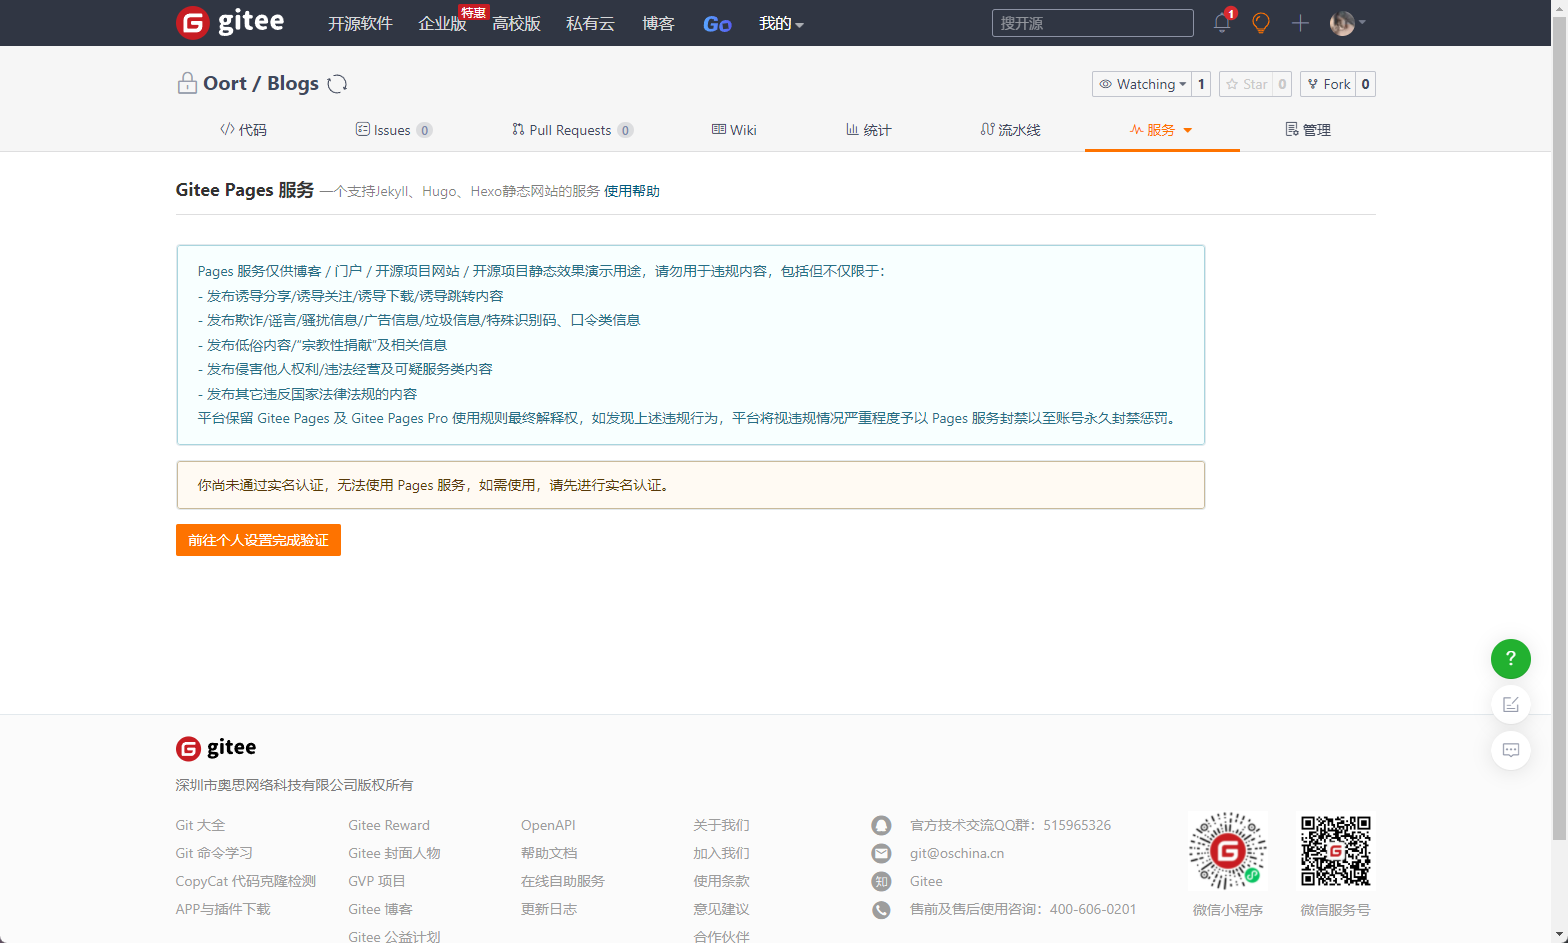 gitee 开源软件 企业版 特惠 高校版 私有云 博客 Go 我的 搜开源 1
Oort / Blogs Watching 1 Star 0 Fork 0
代码 Issues 0 Pull Requests 0 Wiki 统计 流水线 服务 管理
Gitee Pages 服务 一个支持Jekyll、Hugo、Hexo静态网站的服务 使用帮助
Pages 服务仅供博客 / 门户 / 开源项目网站 / 开源项目静态效果演示用途，请勿用于违规内容，包括但不仅限于：
- 发布诱导分享/诱导关注/诱导下载/诱导跳转内容
- 发布欺诈/谣言/骚扰信息/广告信息/垃圾信息/特殊识别码、口令类信息
- 发布低俗内容/“宗教性捐献”及相关信息
- 发布侵害他人权利/违法经营及可疑服务类内容
- 发布其它违反国家法律法规的内容
平台保留 Gitee Pages 及 Gitee Pages Pro 使用规则最终解释权，如发现上述违规行为，平台将视违规情况严重程度予以 Pages 服务封禁以至账号永久封禁惩罚。
你尚未通过实名认证，无法使用 Pages 服务，如需使用，请先进行实名认证。
前往个人设置完成验证
?
gitee
深圳市奥思网络科技有限公司版权所有
Git 大全 Gitee Reward OpenAPI 关于我们 官方技术交流QQ群：515965326
Git 命令学习 Gitee 封面人物 帮助文档 加入我们 git@oschina.cn
CopyCat 代码克隆检测 GVP 项目 在线自助服务 使用条款 知 Gitee
APP与插件下载 Gitee 博客 更新日志 意见建议 售前及售后使用咨询：400-606-0201 微信小程序 微信服务号
Gitee 公益计划 合作伙伴